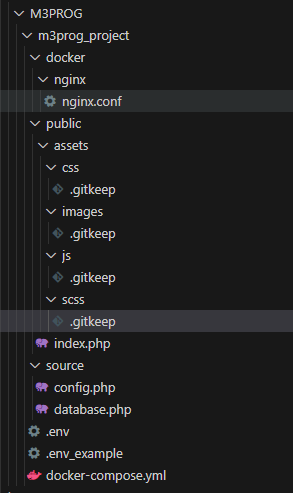 M3PROG
m3prog_project
docker
nginx
nginx.conf
public
assets
css
.gitkeep
images
.gitkeep
js
.gitkeep
scss
.gitkeep
index.php
source
config.php
database.php
.env
.env_example
docker-compose.yml